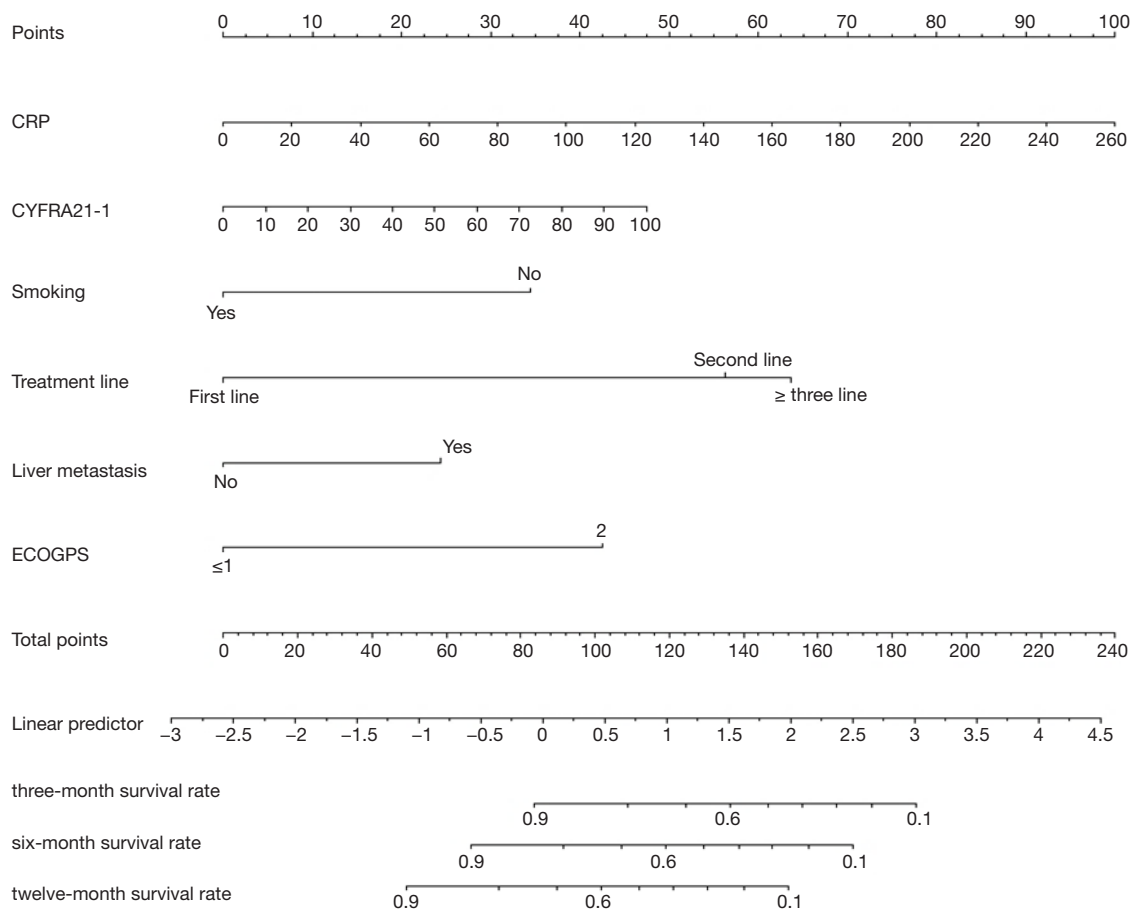 Points
0 10 20 30 40 50 60 70 80 90 100
CRP
0 20 40 60 80 100 120 140 160 180 200 220 240 260
CYFRA21-1
0 10 20 30 40 50 60 70 80 90 100
No
Smoking
Yes
Second line
Treatment line
First line
≥ three line
Yes
Liver metastasis
No
2
ECOGPS
≤1
Total points
0 20 40 60 80 100 120 140 160 180 200 220 240
Linear predictor
−3 −2.5 −2 −1.5 −1 −0.5 0 0.5 1 1.5 2 2.5 3 3.5 4 4.5
three-month survival rate
0.9 0.6 0.1
six-month survival rate
0.9 0.6 0.1
twelve-month survival rate
0.9 0.6 0.1